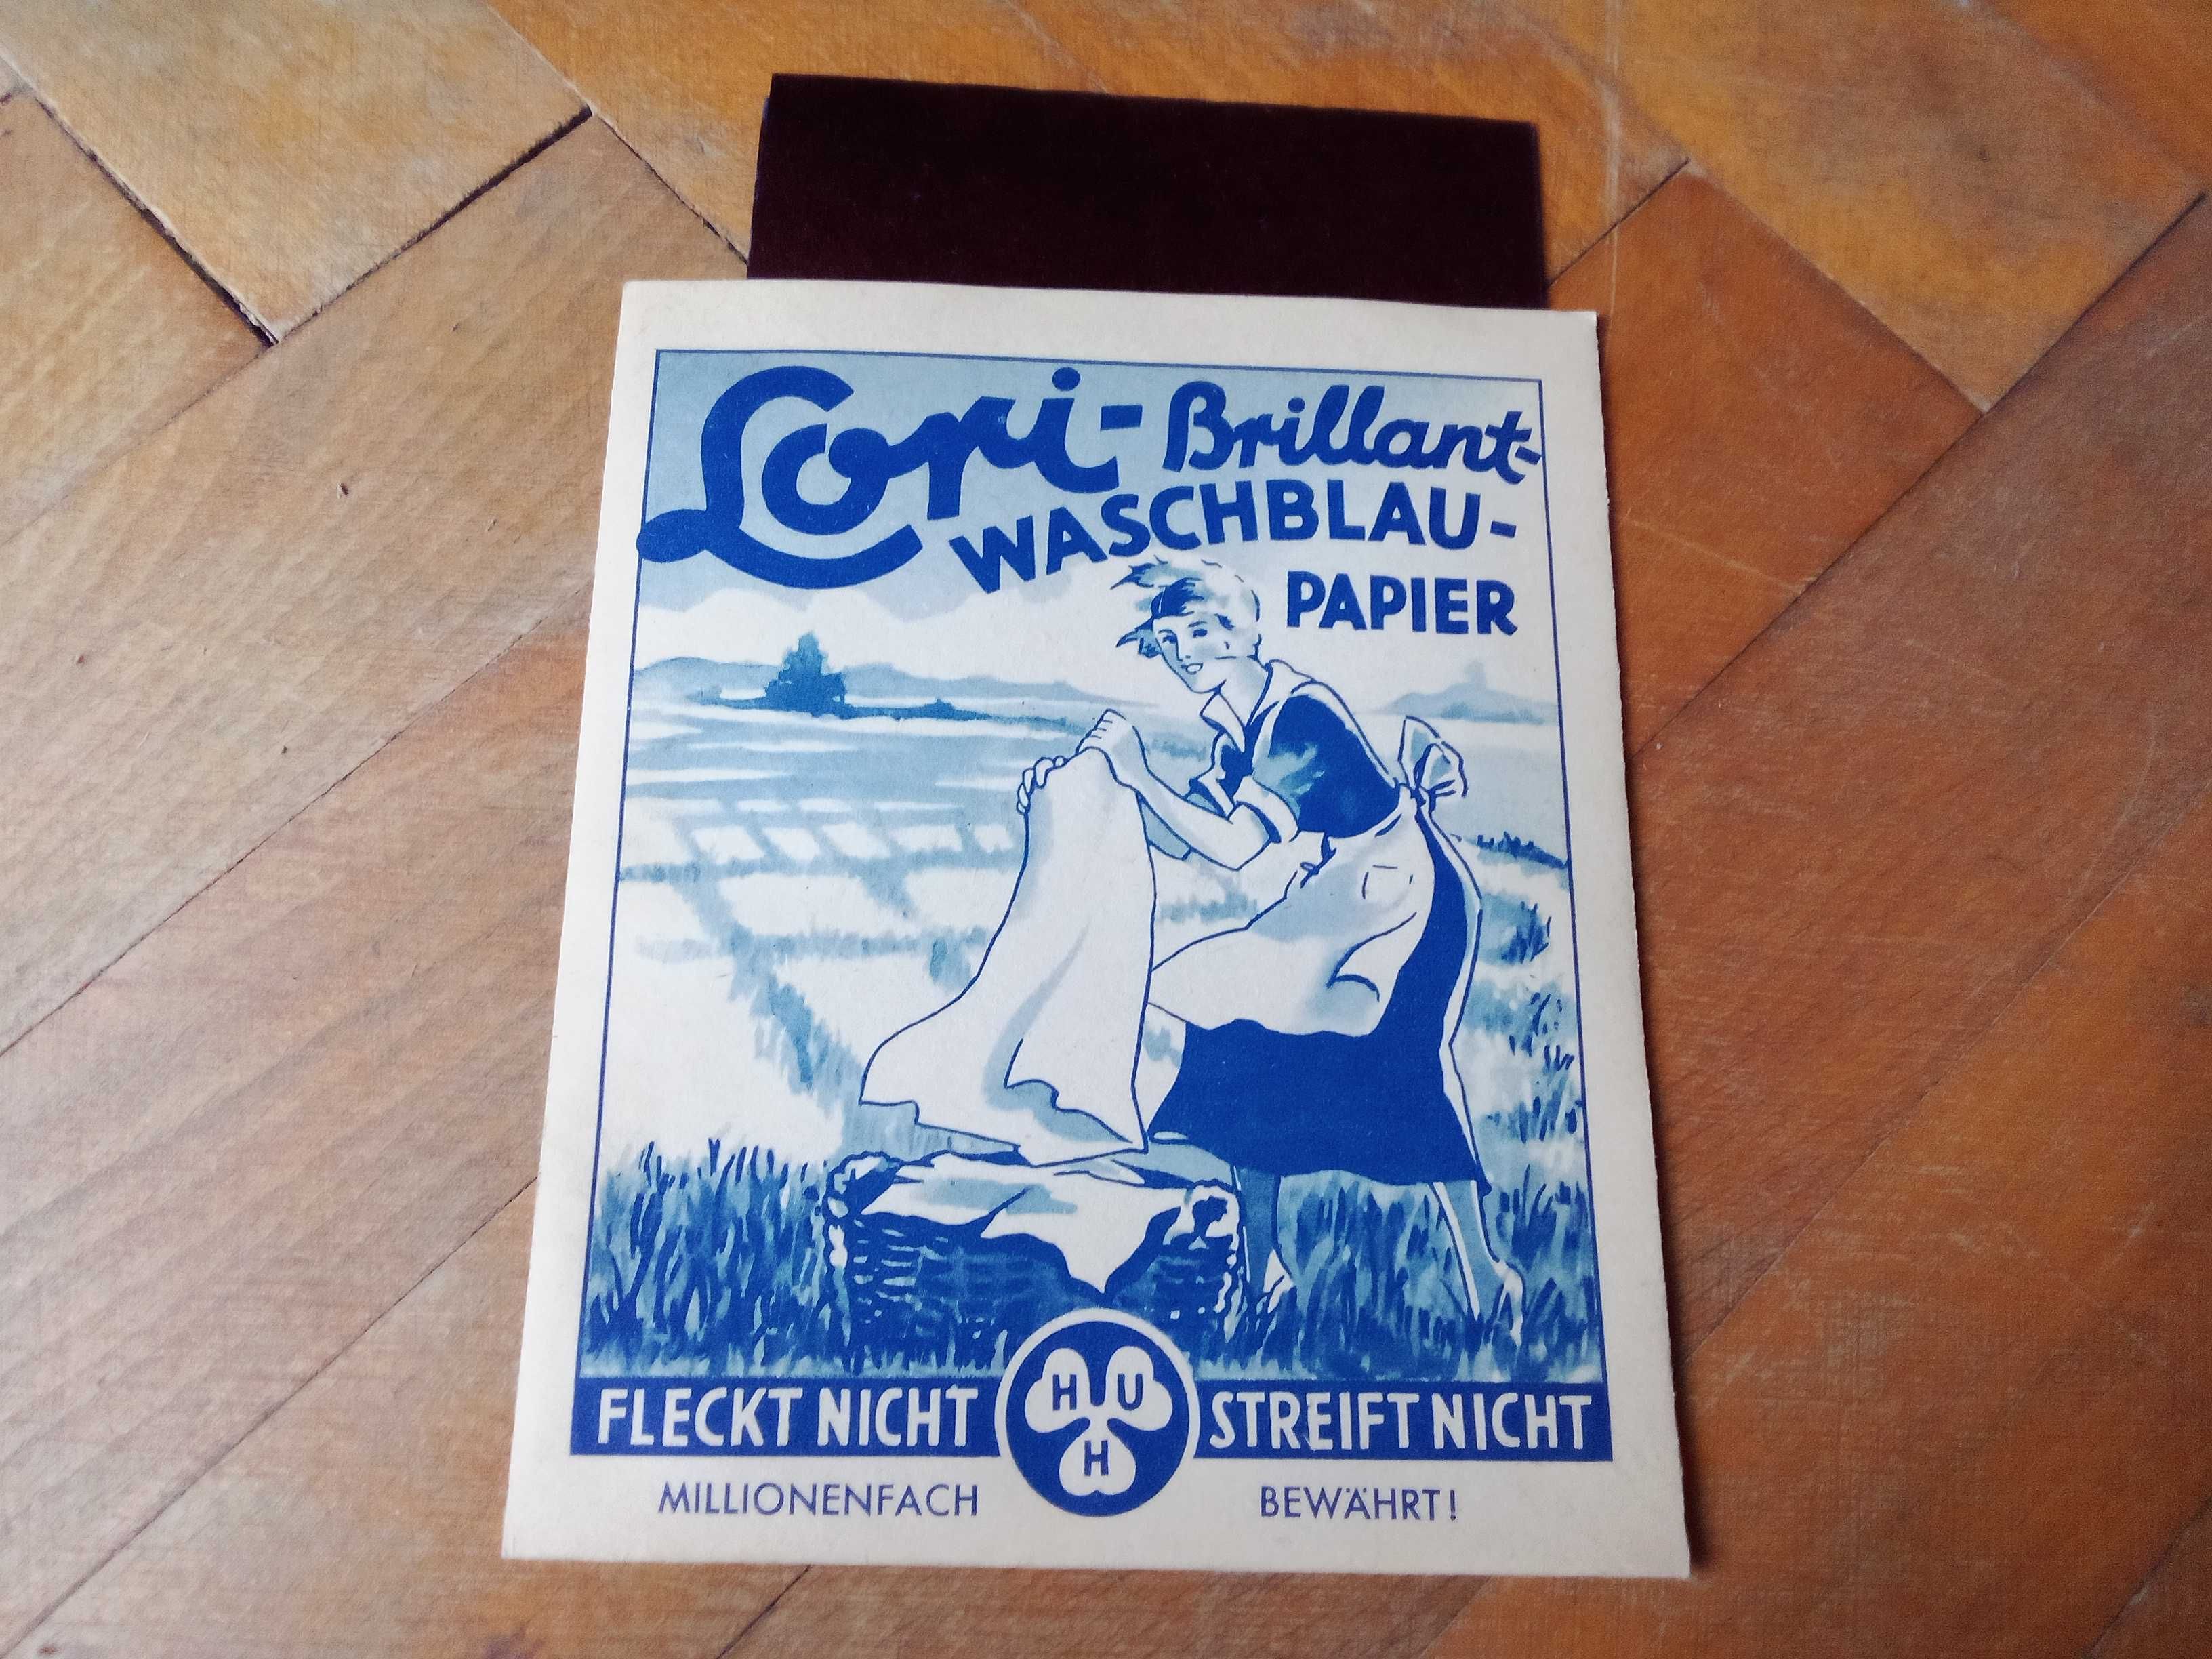 Lori-Brillant-
WASCHBLAU-
PAPIER
FLECKT NICHT
H U
H
STREIFT NICHT
MILLIONENFACH
BEWÄHRT!